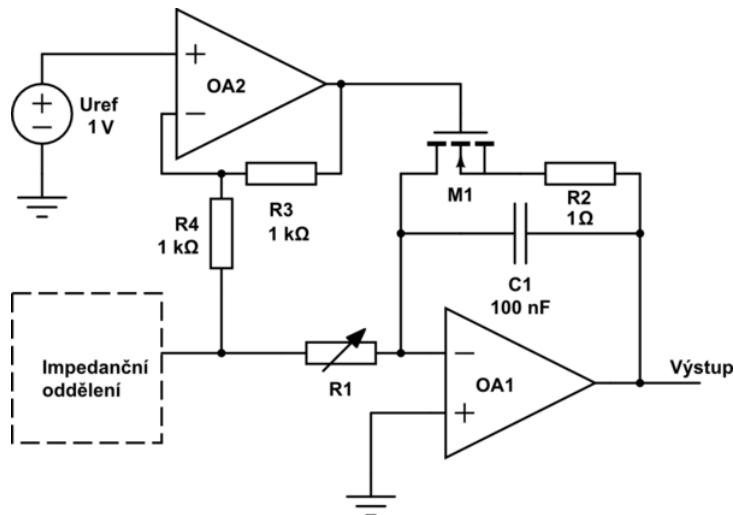 +
OA2
−
+
−
Uref
1 V
R3
1 kΩ
R4
1 kΩ
M1
R2
1Ω
C1
100 nF
Impedanční
oddělení
R1
−
OA1
+
Výstup